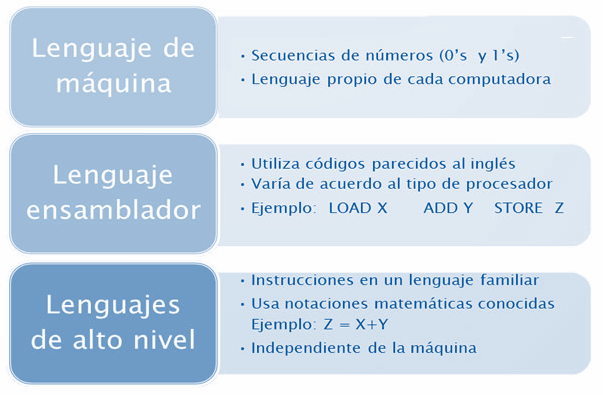 Lenguaje de
máquina
• Secuencias de números (0's y 1's)
• Lenguaje propio de cada computadora
Lenguaje
ensamblador
• Utiliza códigos parecidos al inglés
• Varía de acuerdo al tipo de procesador
• Ejemplo: LOAD X ADD Y STORE Z
Lenguajes
de alto nivel
• Instrucciones en un lenguaje familiar
• Usa notaciones matemáticas conocidas
Ejemplo: Z = X+Y
• Independiente de la máquina